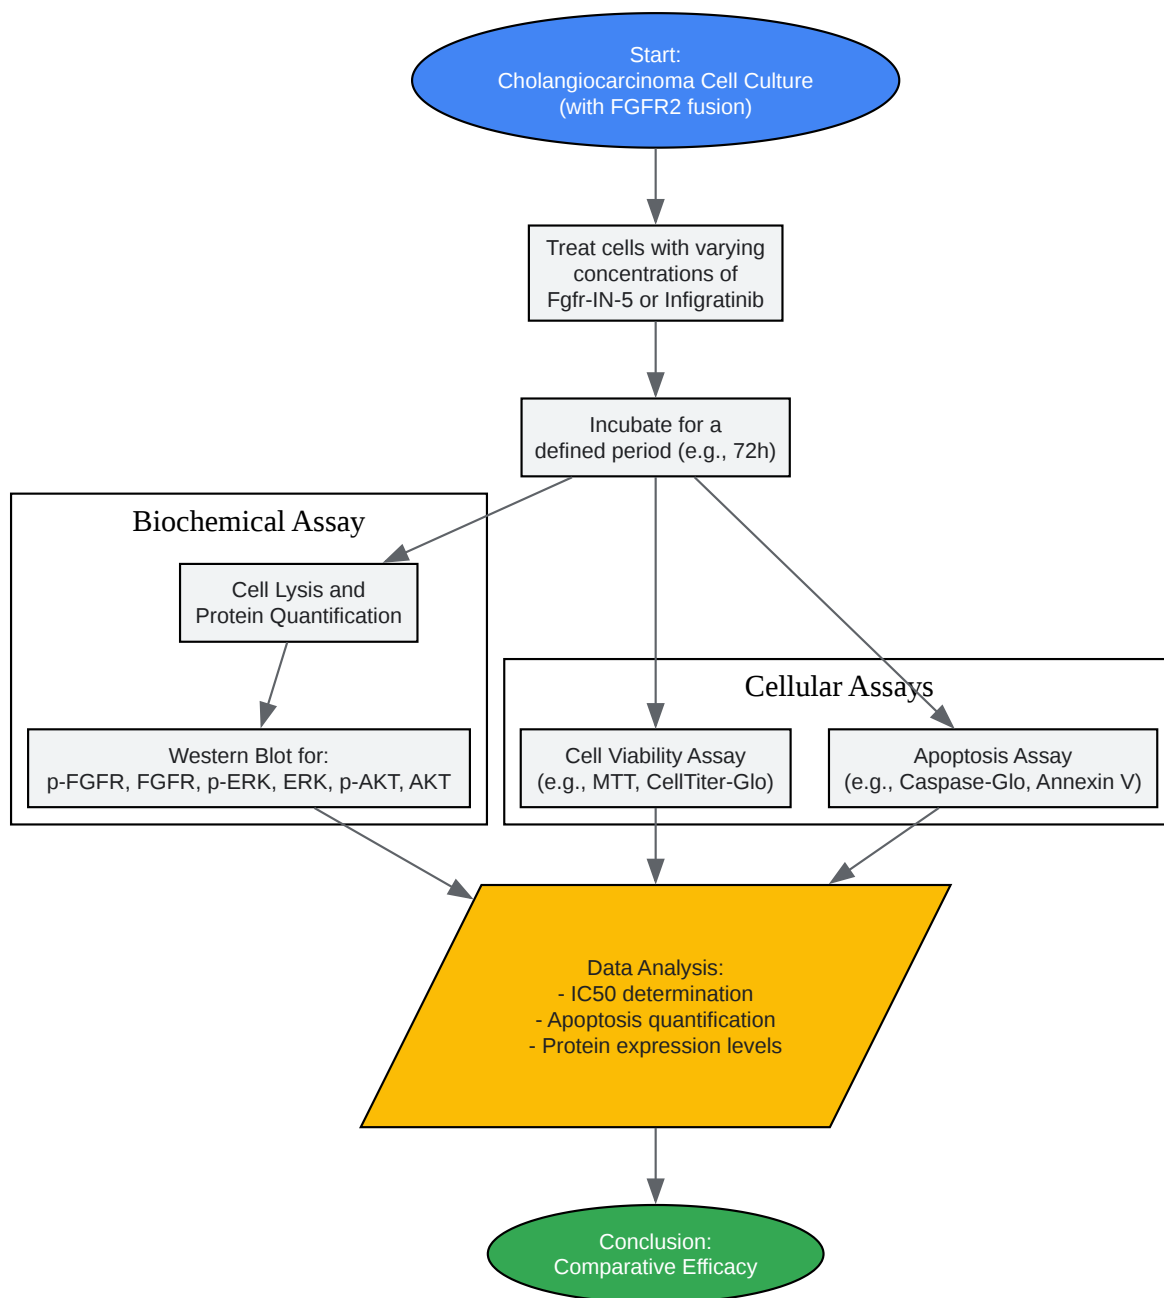 Start:
Cholangiocarcinoma Cell Culture
(with FGFR2 fusion)
Treat cells with varying
concentrations of
Fgfr-IN-5 or Infigratinib
Incubate for a
defined period (e.g., 72h)
Biochemical Assay
Cell Lysis and
Protein Quantification
Western Blot for:
p-FGFR, FGFR, p-ERK, ERK, p-AKT, AKT
Cellular Assays
Cell Viability Assay
(e.g., MTT, CellTiter-Glo)
Apoptosis Assay
(e.g., Caspase-Glo, Annexin V)
Data Analysis:
- IC50 determination
- Apoptosis quantification
- Protein expression levels
Conclusion:
Comparative Efficacy